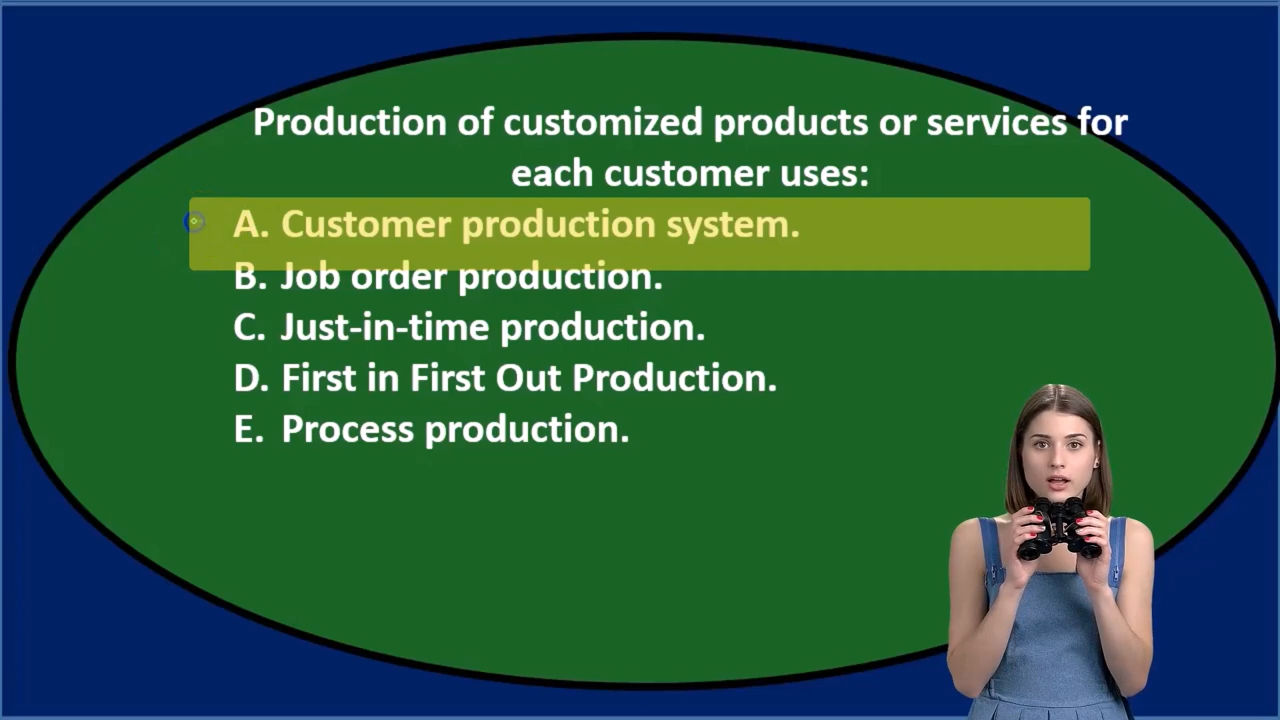 Production of customized products or services for
each customer uses:
A. Customer production system.
B. Job order production.
C. Just-in-time production.
D. First in First Out Production.
E. Process production.